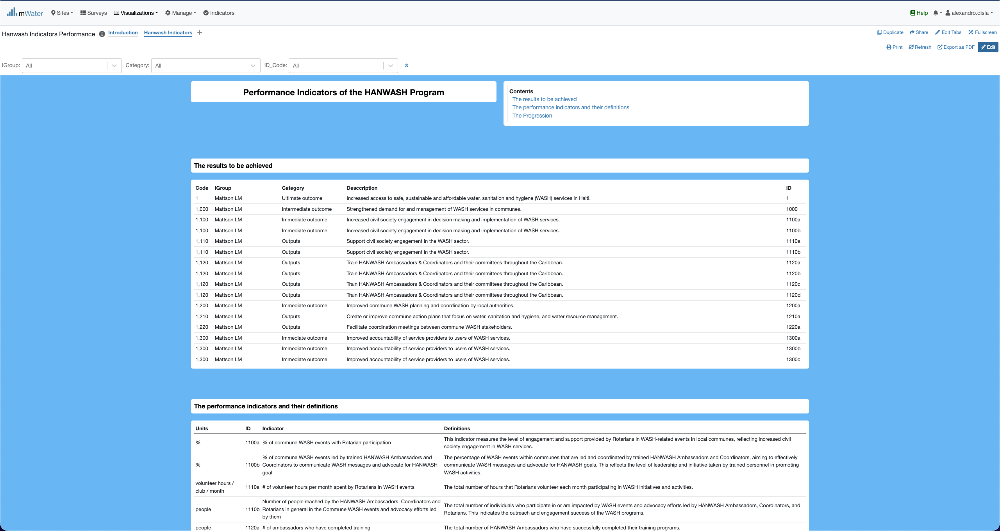 mWater Sites Surveys Visualizations Manage Indicators Help alexandro.disla
Hanwash Indicators Performance Introduction Hanwash Indicators + Duplicate Share Edit Tabs Fullscreen
Print Refresh Export as PDF Edit
IGroup: All Category: All ID_Code: All
Performance Indicators of the HANWASH Program
Contents
The results to be achieved
The performance indicators and their definitions
The Progression
The results to be achieved
Code IGroup Category Desccription ID
1 Mattson LM Ultimate outcome Increased access to safe, sustainable and affordable water, sanitation and hygiene (WASH) services in Haiti. 1
1,000 Mattson LM Intermediate outcome Strengthened demand for and management of WASH services in communes. 1000
1,100 Mattson LM Immediate outcome Increased civil society engagement in decision making and implementation of WASH services. 1100a
1,100 Mattson LM Immediate outcome Increased civil society engagement in decision making and implementation of WASH services. 1100b
1,110 Mattson LM Outputs Support civil society engagement in the WASH sector. 1110a
1,110 Mattson LM Outputs Support civil society engagement in the WASH sector. 1110b
1,120 Mattson LM Outputs Train HANWASH Ambassadors & Coordinators and their committees throughout the Caribbean. 1120a
1,120 Mattson LM Outputs Train HANWASH Ambassadors & Coordinators and their committees throughout the Caribbean. 1120b
1,120 Mattson LM Outputs Train HANWASH Ambassadors & Coordinators and their committees throughout the Caribbean. 1120c
1,120 Mattson LM Outputs Train HANWASH Ambassadors & Coordinators and their committees throughout the Caribbean. 1120d
1,200 Mattson LM Immediate outcome Improved commune WASH planning and coordination by local authorities. 1200a
1,210 Mattson LM Outputs Create or improve commune action plans that focus on water, sanitation and hygiene, and water resource management. 1210a
1,220 Mattson LM Outputs Facilitate coordination meetings between commune WASH stakeholders. 1220a
1,300 Mattson LM Immediate outcome Improved accountability of service providers to users of WASH services. 1300a
1,300 Mattson LM Immediate outcome Improved accountability of service providers to users of WASH services. 1300b
1,300 Mattson LM Immediate outcome Improved accountability of service providers to users of WASH services. 1300c
The performance indicators and their definitions
Units ID Indicator Definitions
% 1100a % of commune WASH events with Rotarian participation
This indicator measures the level of engagement and support provided by Rotarians in WASH-related events in local communes, reflecting increased civil
society engagement in WASH services.
% 1100b
% of commune WASH events led by trained HANWASH Ambassadors and
Coordinators to communicate WASH messages and advocate for HANWASH
goal
The percentage of WASH events within communes that are led and coordinated by trained HANWASH Ambassadors and Coordinators, aiming to effectively
communicate WASH messages and advocate for HANWASH goals. This reflects the level of leadership and initiative taken by trained personnel in promoting
WASH activities.
volunteer hours /
club / month
1110a # of volunteer hours per month spent by Rotarians in WASH events The total number of hours that Rotarians volunteer each month participating in WASH initiatives and activities.
people 1110b
Number of people reached by the HANWASH Ambassadors, Coordinators and
Rotarians in general in the Commune WASH events and advocacy efforts led
by them
The total number of individuals who participate in or are impacted by WASH events and advocacy efforts led by HANWASH Ambassadors, Coordinators, and
Rotarians. This indicates the outreach and engagement success of the WASH programs.
people 1120a # of ambassadors who have completed training The total number of HANWASH Ambassadors who have successfully completed their training programs.